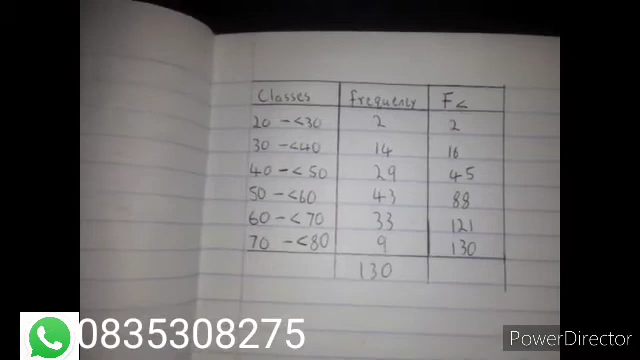 Classes Frequency F<
20 -<30 2 2
30 -<40 14 16
40 -<50 29 45
50 -<60 43 88
60 -<70 33 121
70 -<80 9 130
130
0835308275
PowerDirector